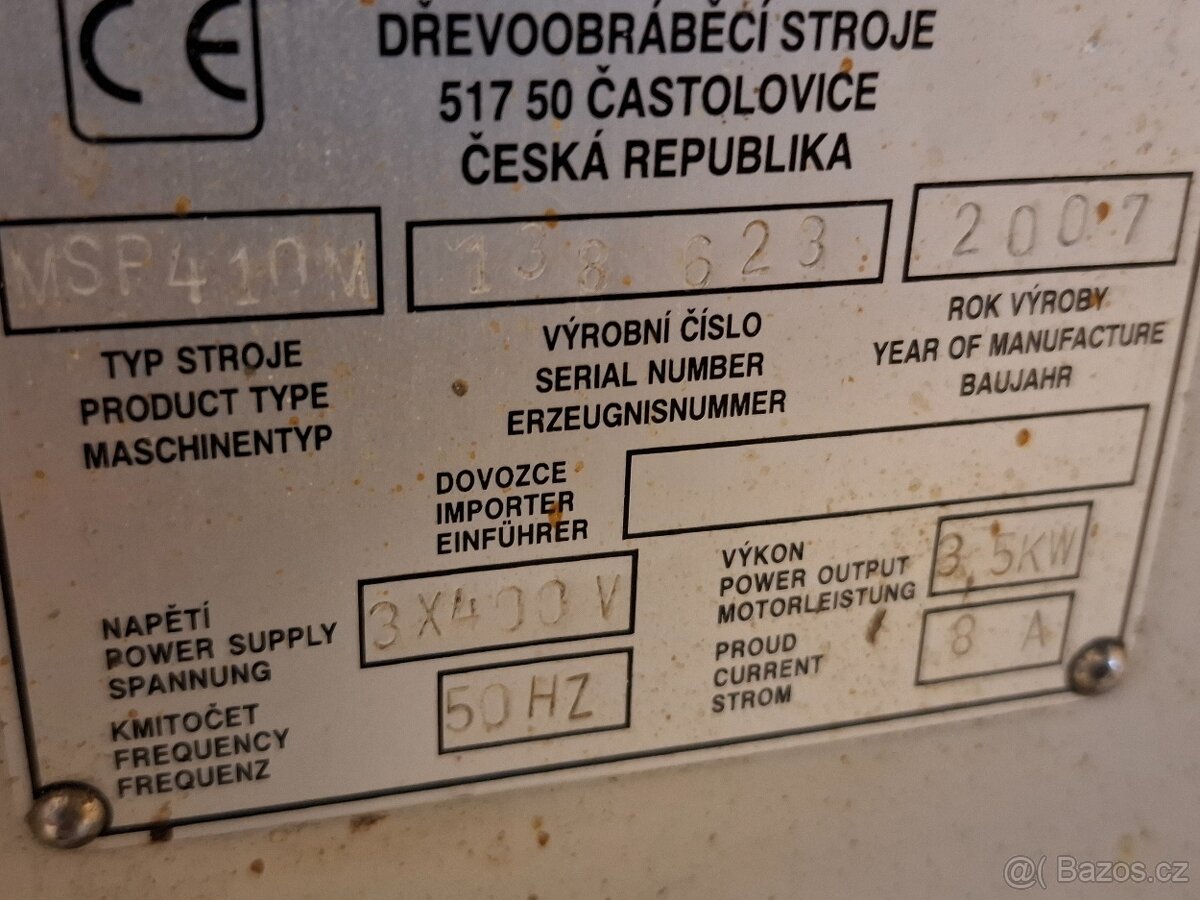 CE
DŘEVOOBRÁBĚCÍ STROJE
517 50 ČASTOLOVICE
ČESKÁ REPUBLIKA
MSP410M
138 623
2007
TYP STROJE
PRODUCT TYPE
MASCHINENTYP
VÝROBNÍ ČÍSLO
SERIAL NUMBER
ERZEUGNISNUMMER
ROK VÝROBY
YEAR OF MANUFACTURE
BAUJAHR
DOVOZCE
IMPORTER
EINFÜHRER
NAPĚTÍ
POWER SUPPLY
SPANNUNG
3X400 V
VÝKON
POWER OUTPUT
MOTORLEISTUNG
3,5KW
KMITOČET
FREQUENCY
FREQUENZ
50HZ
PROUD
CURRENT
STROM
8 A
@( Bazos.cz